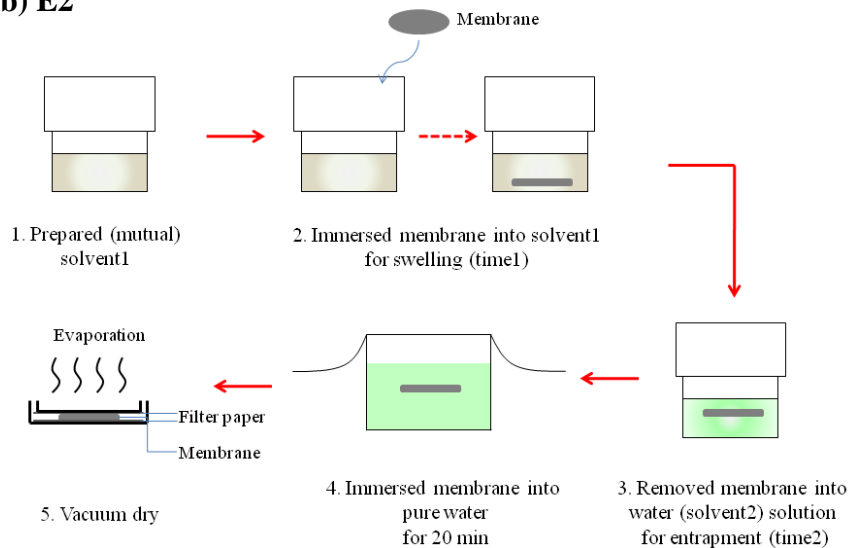 b) E2
Membrane
1. Prepared (mutual)
solvent1
2. Immersed membrane into solvent1
for swelling (time1)
Evaporation
Filter paper
Membrane
5. Vacuum dry
4. Immersed membrane into
pure water
for 20 min
3. Removed membrane into
water (solvent2) solution
for entrapment (time2)